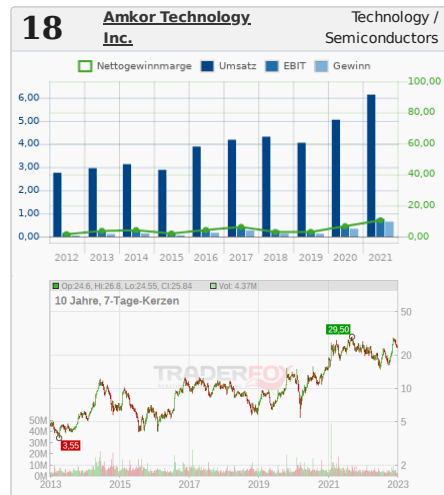 18
Amkor Technology Inc.
Technology / Semiconductors
Nettogewinnmarge Umsatz EBIT Gewinn
100,00
6,00
5,00
80,00
4,00
60,00
3,00
40,00
2,00
20,00
1,00
0,00
0,00
2012 2013 2014 2015 2016 2017 2018 2019 2020 2021
Op:24.6, Hi:26.8, Lo:24.55, Cl:25.84 Vol: 4.37M
10 Jahre, 7-Tage-Kerzen
50
29,50
20
TRADERFOX
10
50M
5
40M
3,55
30M
20M
10M
2
0M
2013 2015 2017 2019 2021 2023